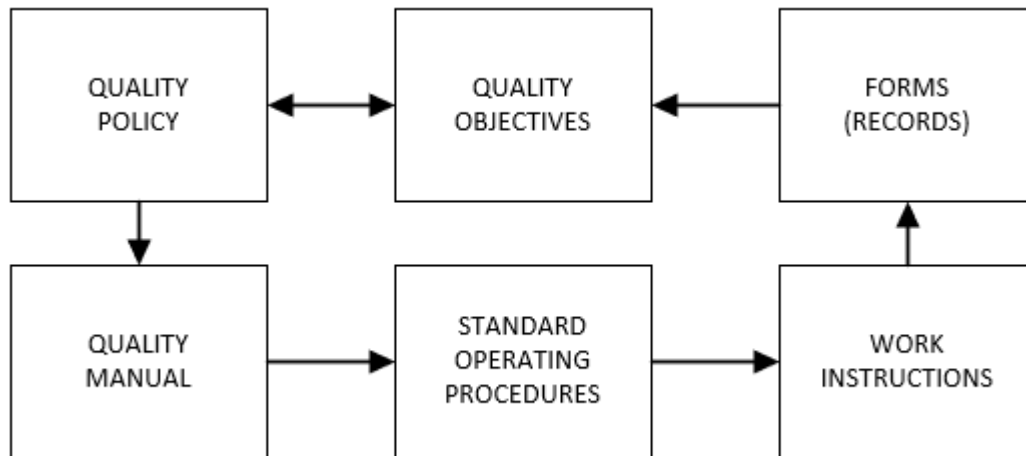 QUALITY
POLICY
QUALITY
OBJECTIVES
FORMS
(RECORDS)
QUALITY
MANUAL
STANDARD
OPERATING
PROCEDURES
WORK
INSTRUCTIONS